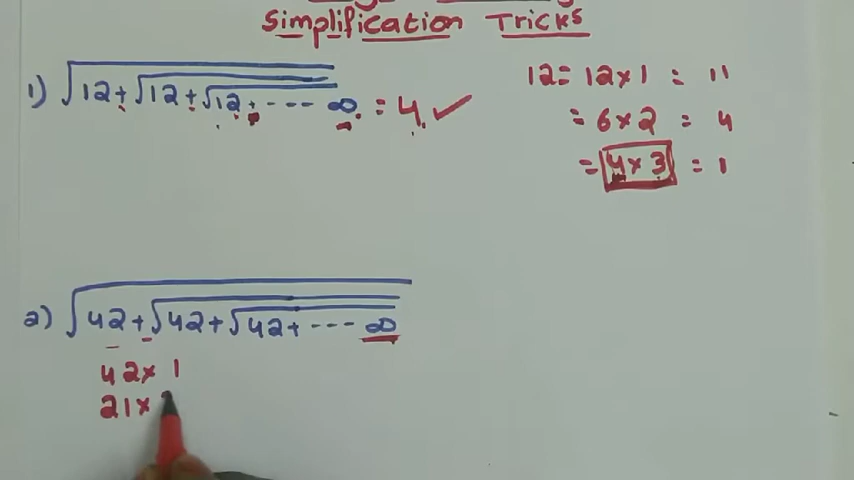 Simplification Tricks
1) √12+√12+√12+---- ∞ = 4 ✓
12 = 12×1 = 11
= 6×2 = 4
= 4×3 = 1
2) √42+√42+√42+---- ∞
42×1
21×